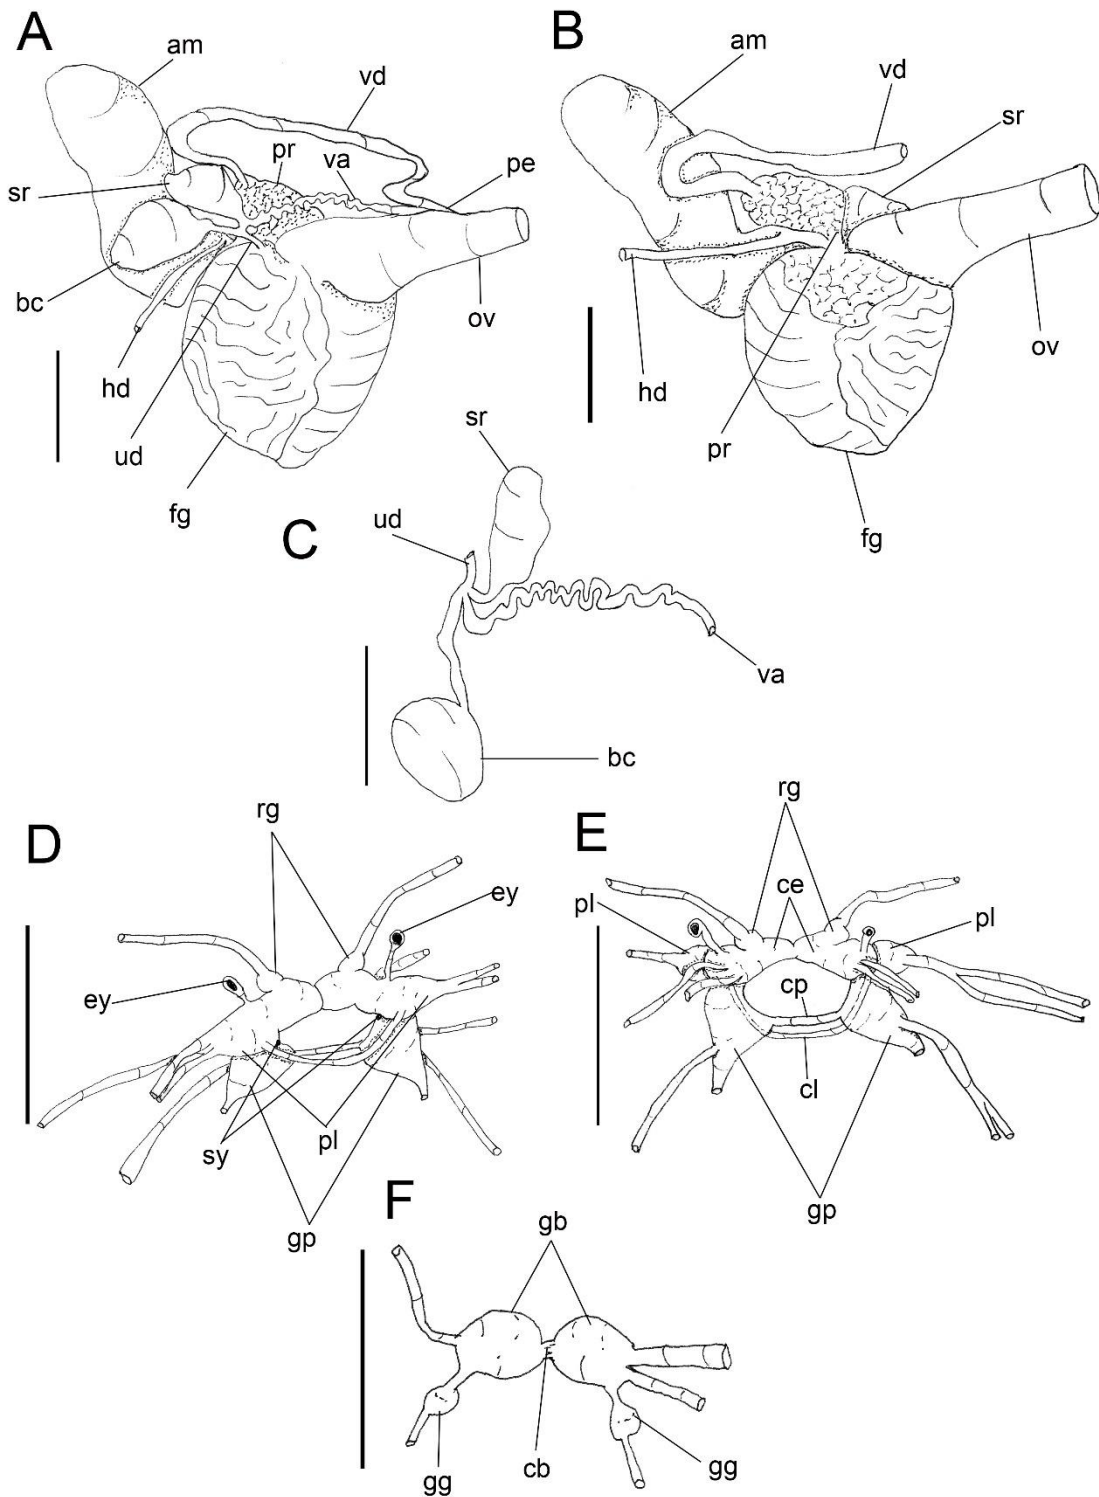 A
am
vd
pr
va
pe
sr
bc
hd
ud
fg
ov
B
am
vd
sr
hd
pr
ov
fg
C
sr
ud
va
bc
D
rg
ey
ey
sy
pl
gp
E
rg
ce
pl
pl
cp
cl
gp
F
gb
gg
cb
gg